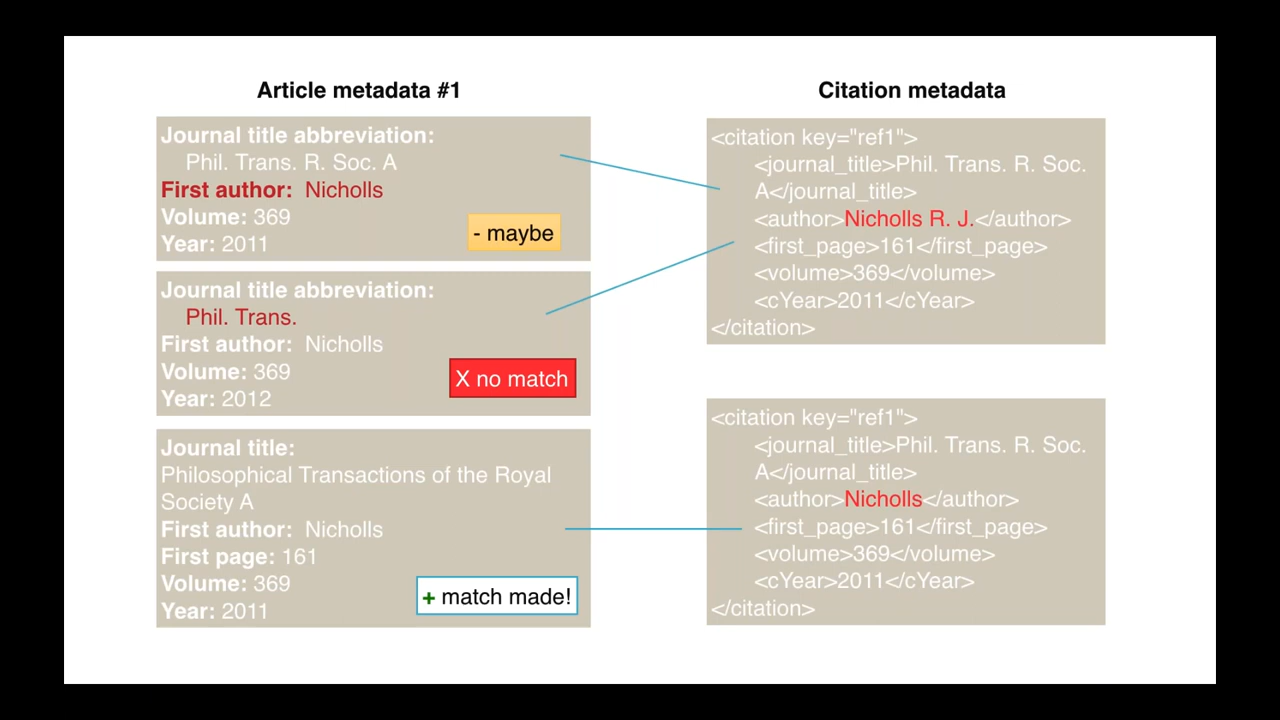 Article metadata #1
Journal title abbreviation:
Phil. Trans. R. Soc. A
First author: Nicholls
Volume: 369
Year: 2011
- maybe
Journal title abbreviation:
Phil. Trans.
First author: Nicholls
Volume: 369
Year: 2012
X no match
Journal title:
Philosophical Transactions of the Royal
Society A
First author: Nicholls
First page: 161
Volume: 369
Year: 2011
+ match made!
Citation metadata
<citation key="ref1">
<journal_title>Phil. Trans. R. Soc.
A</journal_title>
<author>Nicholls R. J.</author>
<first_page>161</first_page>
<volume>369</volume>
<cYear>2011</cYear>
</citation>
<citation key="ref1">
<journal_title>Phil. Trans. R. Soc.
A</journal_title>
<author>Nicholls</author>
<first_page>161</first_page>
<volume>369</volume>
<cYear>2011</cYear>
</citation>